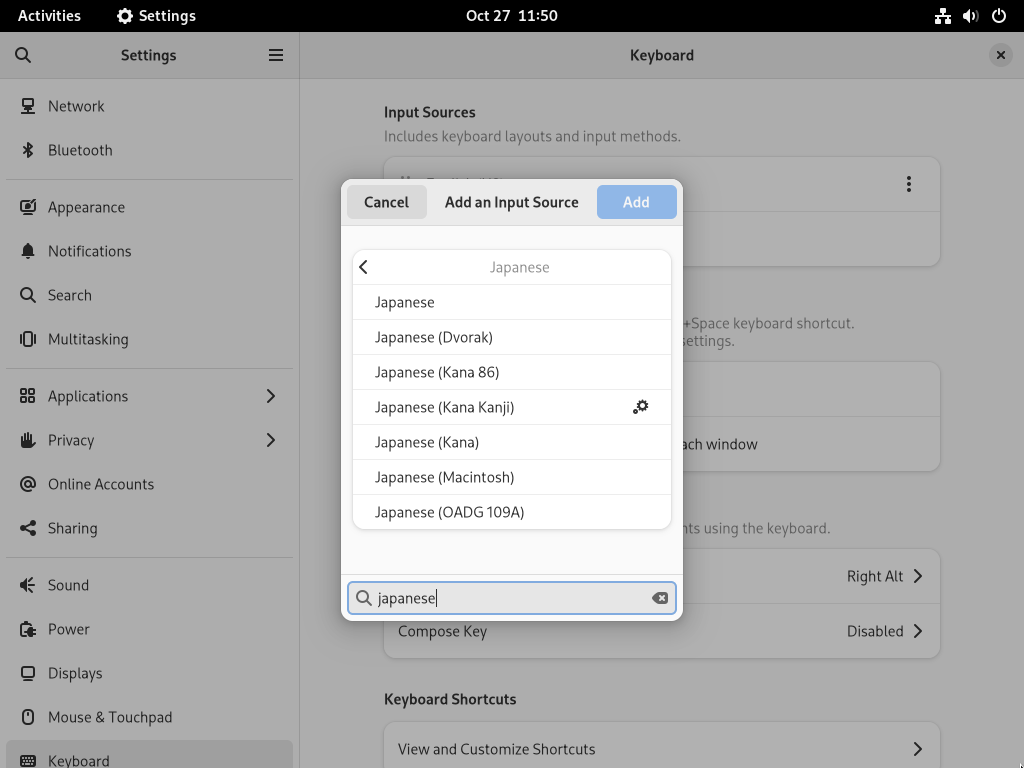 Activities
Settings
Oct 27 11:50
Settings
Keyboard
Network
Bluetooth
Appearance
Notifications
Search
Multitasking
Applications
Privacy
Online Accounts
Sharing
Sound
Power
Displays
Mouse & Touchpad
Keyboard
Input Sources
Includes keyboard layouts and input methods.
Cancel
Add an Input Source
Add
Japanese
Japanese
Japanese (Dvorak)
Japanese (Kana 86)
Japanese (Kana Kanji)
Japanese (Kana)
Japanese (Macintosh)
Japanese (OADG 109A)
japanese
+Space keyboard shortcut.
settings.
each window
using the keyboard.
Right Alt
Compose Key
Disabled
Keyboard Shortcuts
View and Customize Shortcuts